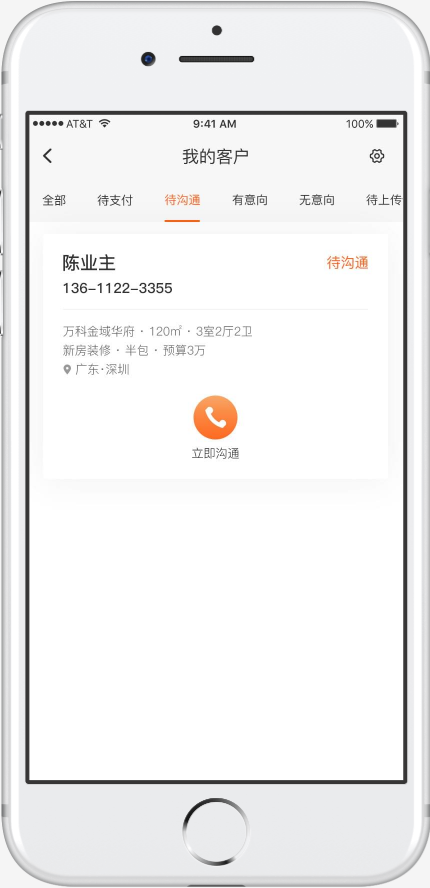 AT&T 9:41 AM 100%
我的客户
全部 待支付 待沟通 有意向 无意向 待上传
陈业主 待沟通
136-1122-3355
万科金域华府 · 120㎡ · 3室2厅2卫
新房装修 · 半包 · 预算3万
广东·深圳
立即沟通